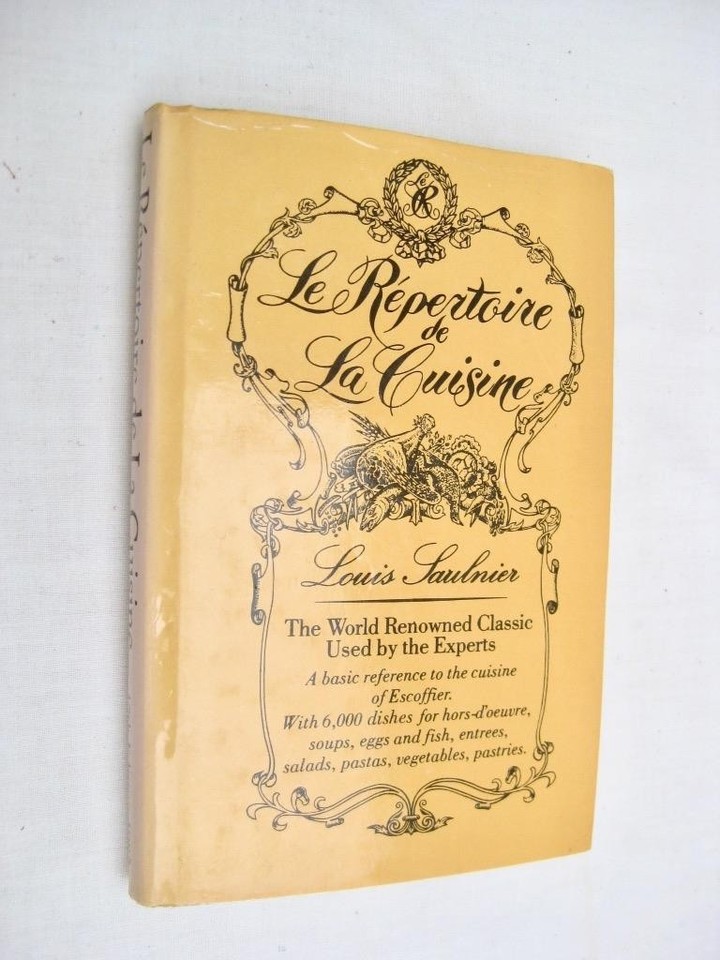 Le R
Le Répertoire
de
La Cuisine
Louis Saulnier
The World Renowned Classic
Used by the Experts
A basic reference to the cuisine
of Escoffier.
With 6,000 dishes for hors-d'oeuvre,
soups, eggs and fish, entrees,
salads, pastas, vegetables, pastries.
Le Répertoire de La Cuisine